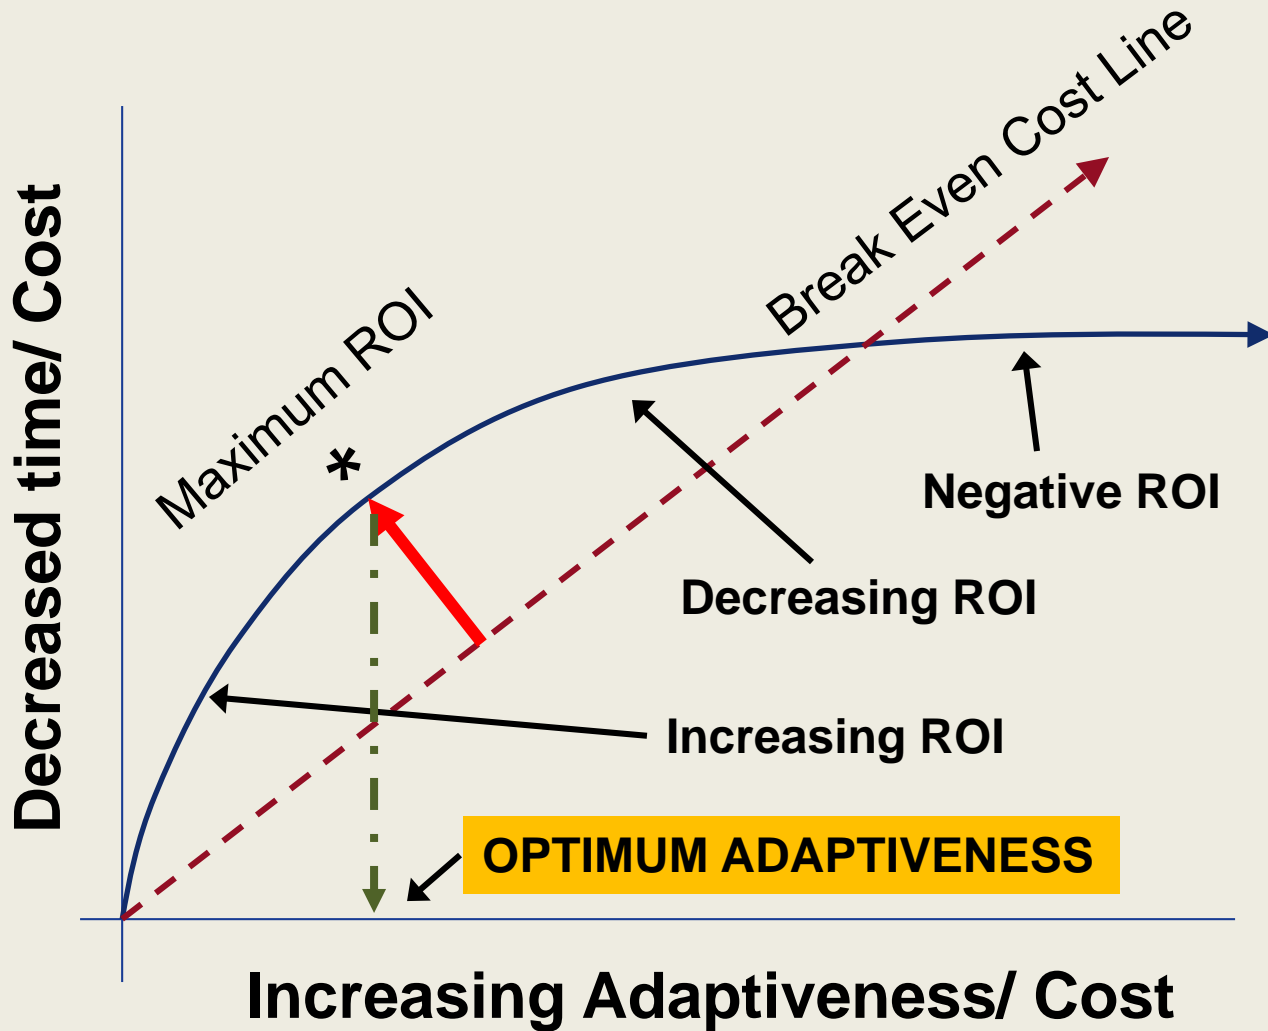 Break Even Cost Line
Decreased time/ Cost
Maximum ROI
*
Negative ROI
Decreasing ROI
Increasing ROI
OPTIMUM ADAPTIVENESS
Increasing Adaptiveness/ Cost